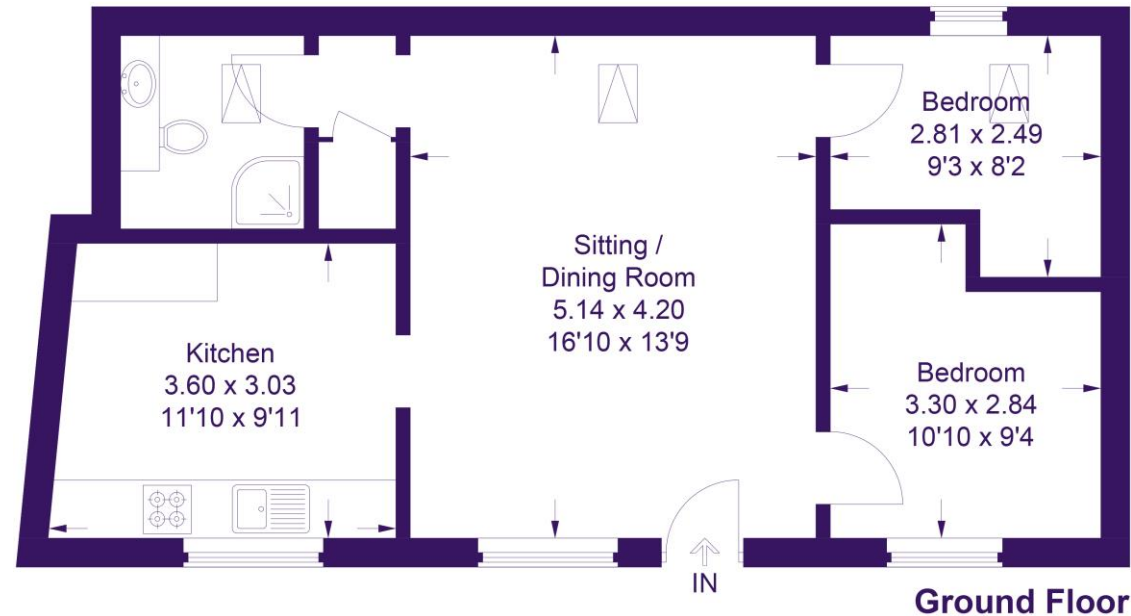 Bedroom
2.81 x 2.49
9'3 x 8'2
Sitting /
Dining Room
5.14 x 4.20
16'10 x 13'9
Kitchen
3.60 x 3.03
11'10 x 9'11
Bedroom
3.30 x 2.84
10'10 x 9'4
IN
Ground Floor